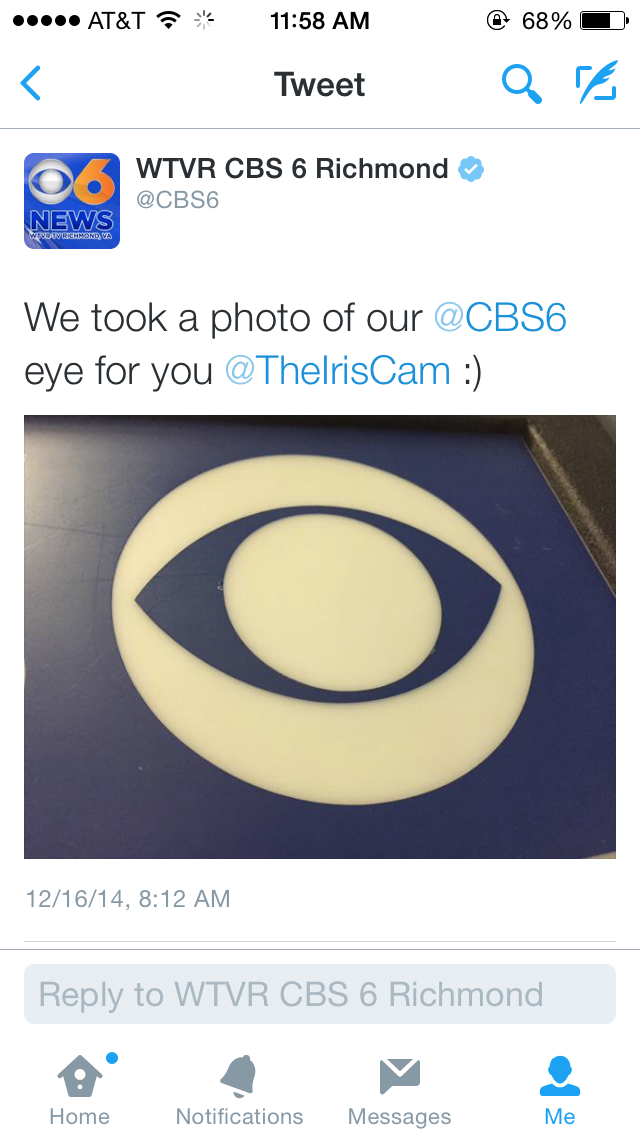 AT&T 11:58 AM 68%
Tweet
6
NEWS
WTVR-TV RICHMOND, VA
WTVR CBS 6 Richmond
@CBS6
We took a photo of our @CBS6
eye for you @TheIrisCam :)
12/16/14, 8:12 AM
Reply to WTVR CBS 6 Richmond
Home Notifications Messages Me